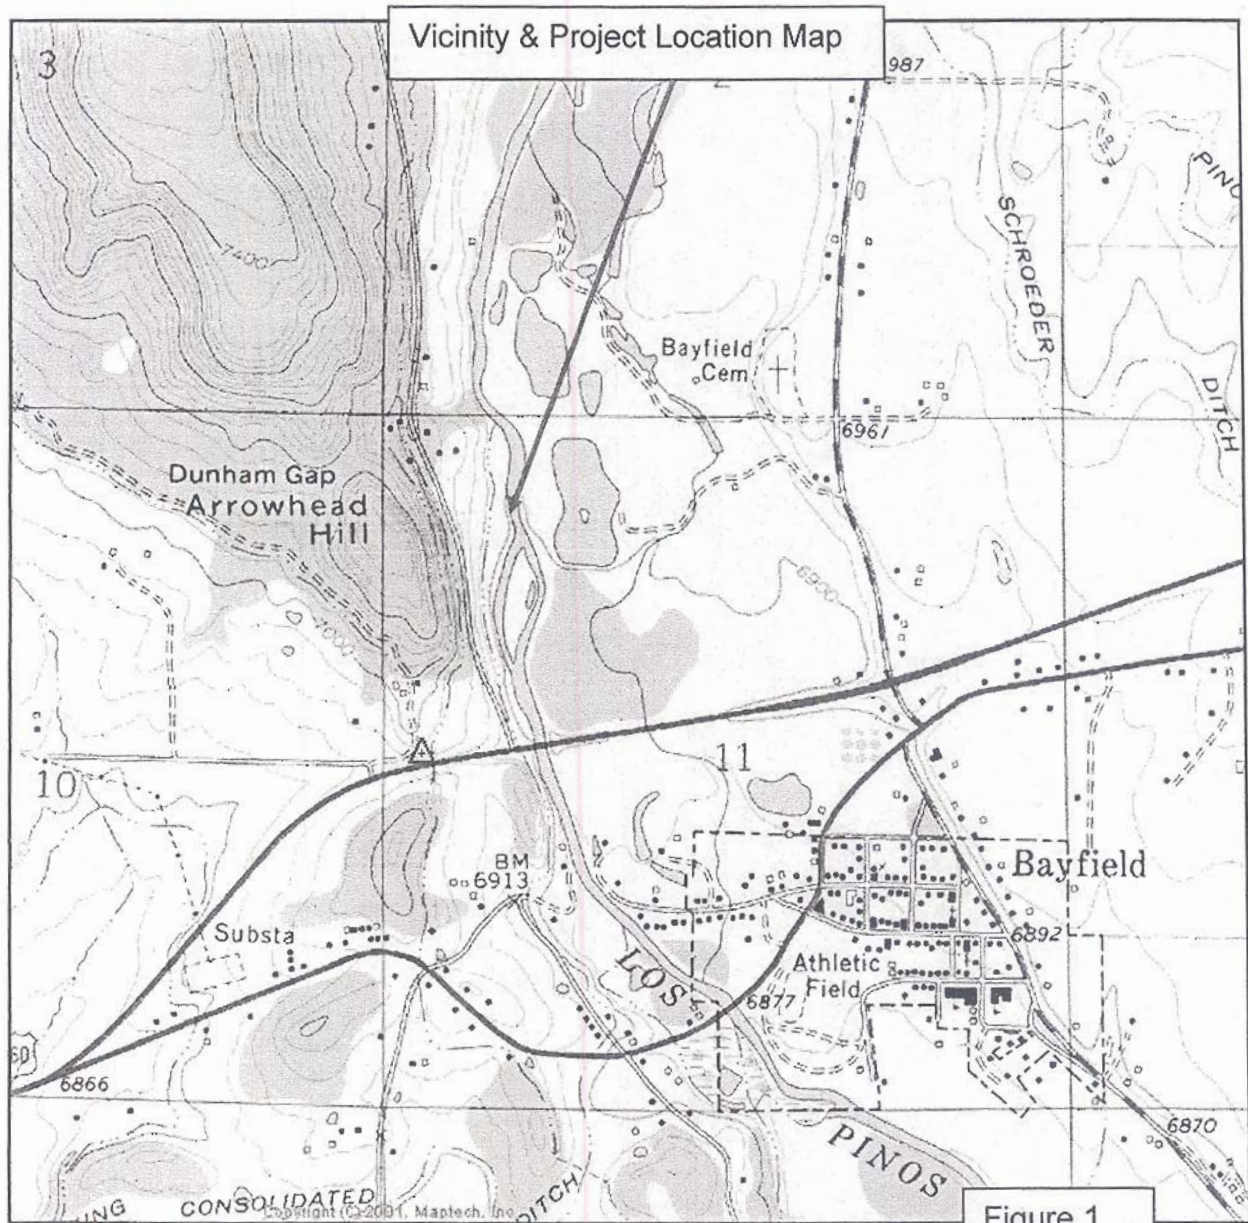 Vicinity & Project Location Map
3
987
7400
SCHROEDER
DITCH
Bayfield
Cem
6961
Dunham Gap
Arrowhead
Hill
6900
7000
10
11
BM
6913
Bayfield
Substa
6892
LOS
Athletic
Field
6877
60
6866
6870
PINOS
CONSOLIDATED
DITCH
Copyright (C) 2001, Maptech, Inc.
Figure 1